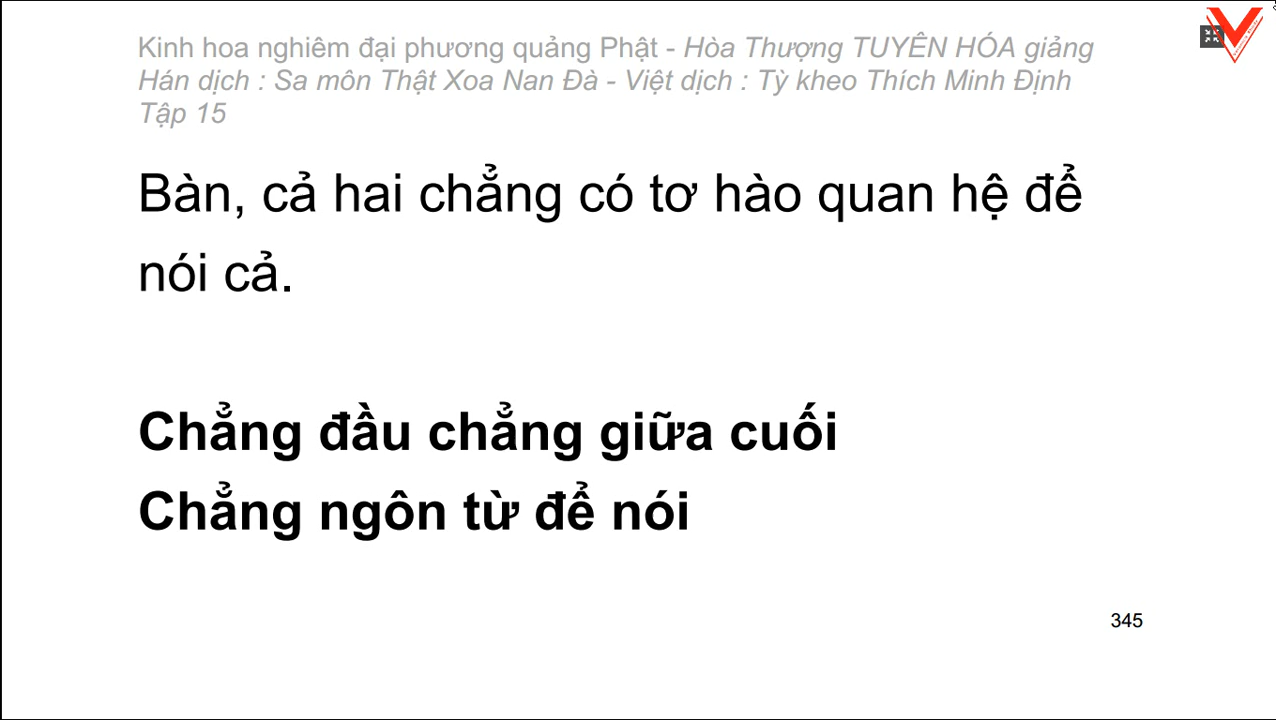 Kinh hoa nghiêm đại phương quảng Phật - Hòa Thượng TUYÊN HÓA giảng
Hán dịch : Sa môn Thật Xoa Nan Đà - Việt dịch : Tỳ kheo Thích Minh Định
Tập 15
Bàn, cả hai chẳng có tơ hào quan hệ để
nói cả.
Chẳng đầu chẳng giữa cuối
Chẳng ngôn từ để nói
345